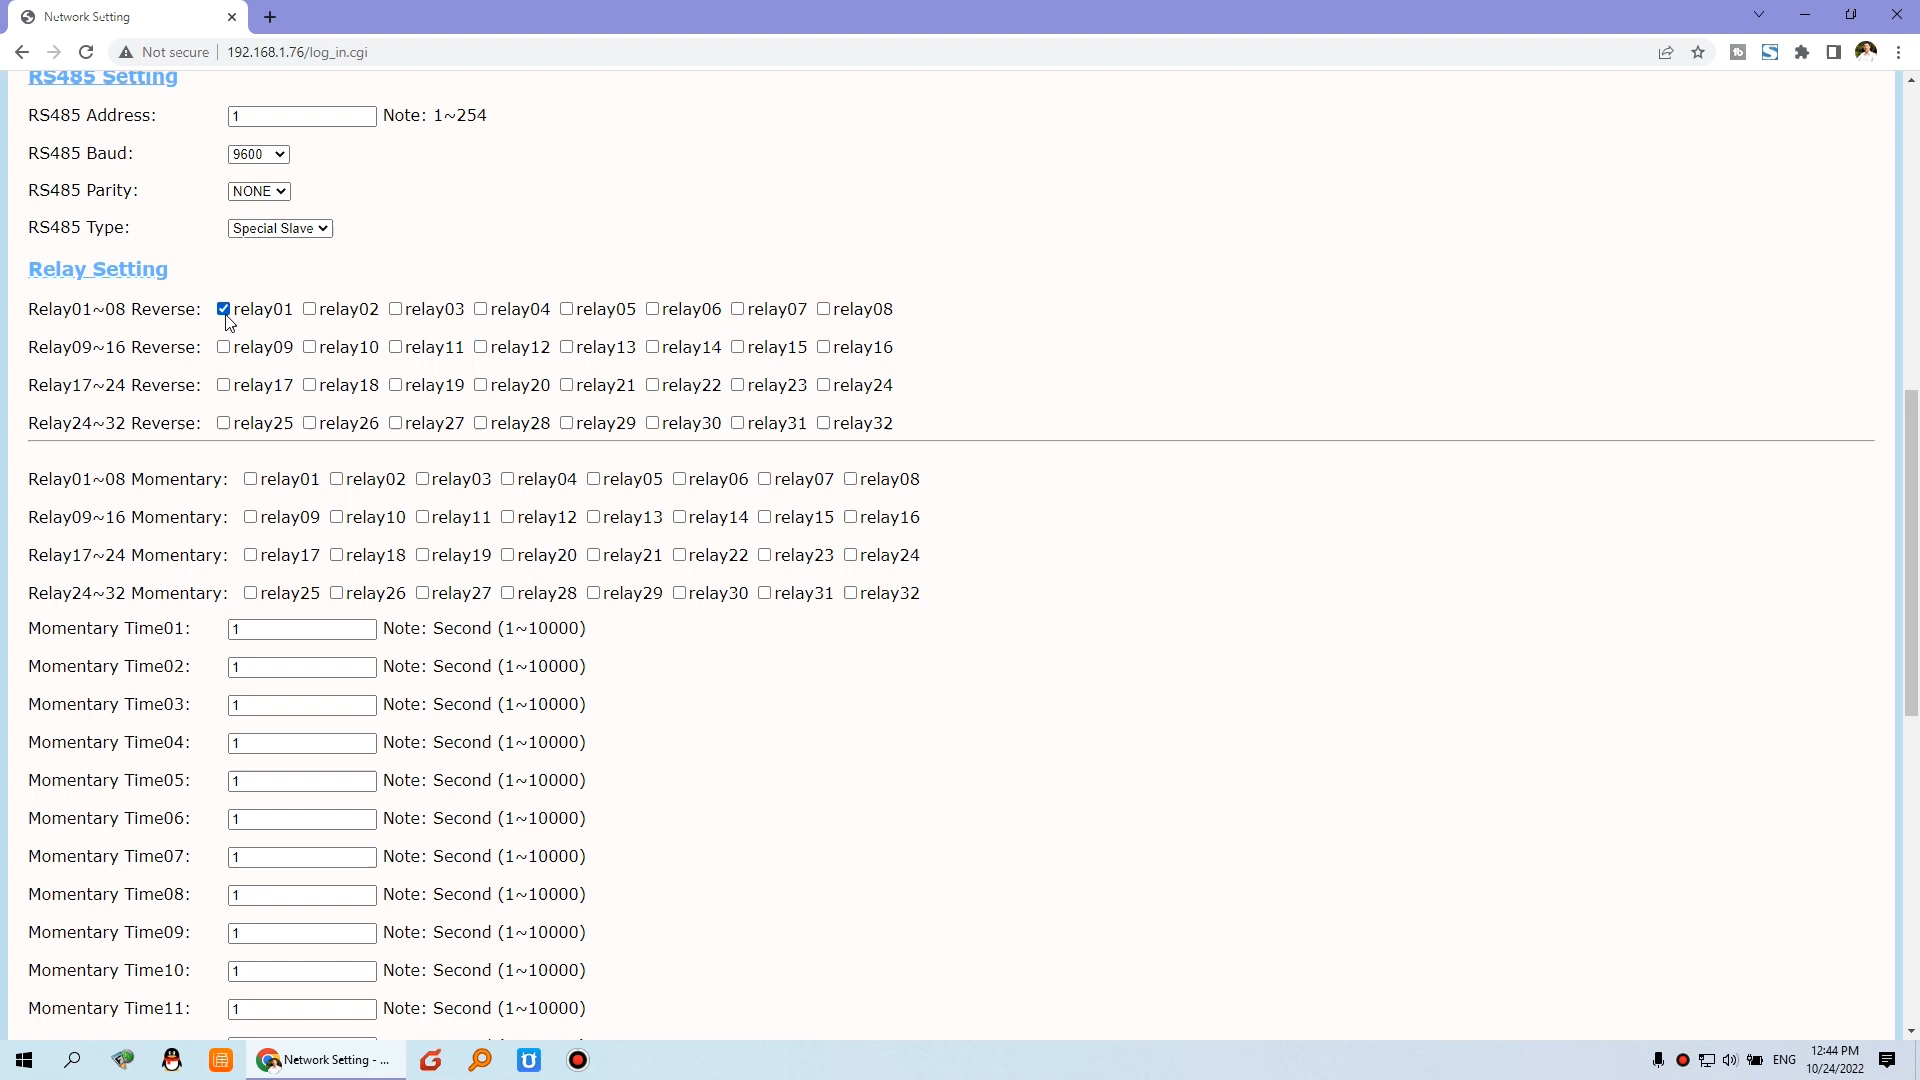 Network Setting
Not secure 192.168.1.76/log_in.cgi
RS485 Setting
RS485 Address: 1 Note: 1~254
RS485 Baud: 9600
RS485 Parity: NONE
RS485 Type: Special Slave
Relay Setting
Relay01~08 Reverse: relay01 relay02 relay03 relay04 relay05 relay06 relay07 relay08
Relay09~16 Reverse: relay09 relay10 relay11 relay12 relay13 relay14 relay15 relay16
Relay17~24 Reverse: relay17 relay18 relay19 relay20 relay21 relay22 relay23 relay24
Relay24~32 Reverse: relay25 relay26 relay27 relay28 relay29 relay30 relay31 relay32
Relay01~08 Momentary: relay01 relay02 relay03 relay04 relay05 relay06 relay07 relay08
Relay09~16 Momentary: relay09 relay10 relay11 relay12 relay13 relay14 relay15 relay16
Relay17~24 Momentary: relay17 relay18 relay19 relay20 relay21 relay22 relay23 relay24
Relay24~32 Momentary: relay25 relay26 relay27 relay28 relay29 relay30 relay31 relay32
Momentary Time01: 1 Note: Second (1~10000)
Momentary Time02: 1 Note: Second (1~10000)
Momentary Time03: 1 Note: Second (1~10000)
Momentary Time04: 1 Note: Second (1~10000)
Momentary Time05: 1 Note: Second (1~10000)
Momentary Time06: 1 Note: Second (1~10000)
Momentary Time07: 1 Note: Second (1~10000)
Momentary Time08: 1 Note: Second (1~10000)
Momentary Time09: 1 Note: Second (1~10000)
Momentary Time10: 1 Note: Second (1~10000)
Momentary Time11: 1 Note: Second (1~10000)
Network Setting - ...
ENG
12:44 PM
10/24/2022